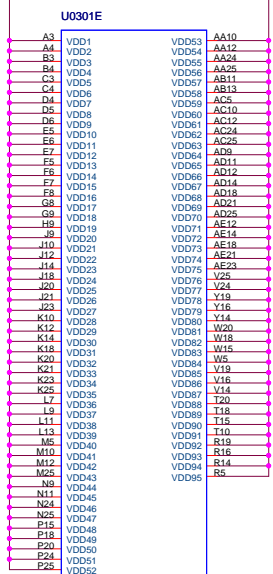 U0301E
A3 VDD1 VDD53 AA10
A4 VDD2 VDD54 AA12
B3 VDD3 VDD55 AA24
B4 VDD4 VDD56 AA25
C3 VDD5 VDD57 AB11
C4 VDD6 VDD58 AB13
D4 VDD7 VDD59 AC5
D5 VDD8 VDD60 AC10
D6 VDD9 VDD61 AC12
E5 VDD10 VDD62 AC24
E6 VDD11 VDD63 AC25
E7 VDD12 VDD64 AD9
F5 VDD13 VDD65 AD11
F6 VDD14 VDD66 AD12
F7 VDD15 VDD67 AD14
F8 VDD16 VDD68 AD18
G8 VDD17 VDD69 AD21
G9 VDD18 VDD70 AD25
H9 VDD19 VDD71 AE12
J9 VDD20 VDD72 AE14
J10 VDD21 VDD73 AE18
J12 VDD22 VDD74 AE21
J14 VDD23 VDD75 AE23
J18 VDD24 VDD76 V25
J20 VDD25 VDD77 V24
J21 VDD26 VDD78 Y19
J23 VDD27 VDD79 Y16
K10 VDD28 VDD80 Y14
K12 VDD29 VDD81 W20
K14 VDD30 VDD82 W18
K18 VDD31 VDD83 W15
K20 VDD32 VDD84 W5
K21 VDD33 VDD85 V19
K23 VDD34 VDD86 V16
K25 VDD35 VDD87 V14
L7 VDD36 VDD88 T20
L9 VDD37 VDD89 T18
L11 VDD38 VDD90 T15
L13 VDD39 VDD91 T10
M5 VDD40 VDD92 R19
M10 VDD41 VDD93 R16
M12 VDD42 VDD94 R14
M25 VDD43 VDD95 R5
N9 VDD44
N11 VDD45
N24 VDD46
N25 VDD47
P15 VDD48
P18 VDD49
P20 VDD50
P24 VDD51
P25 VDD52